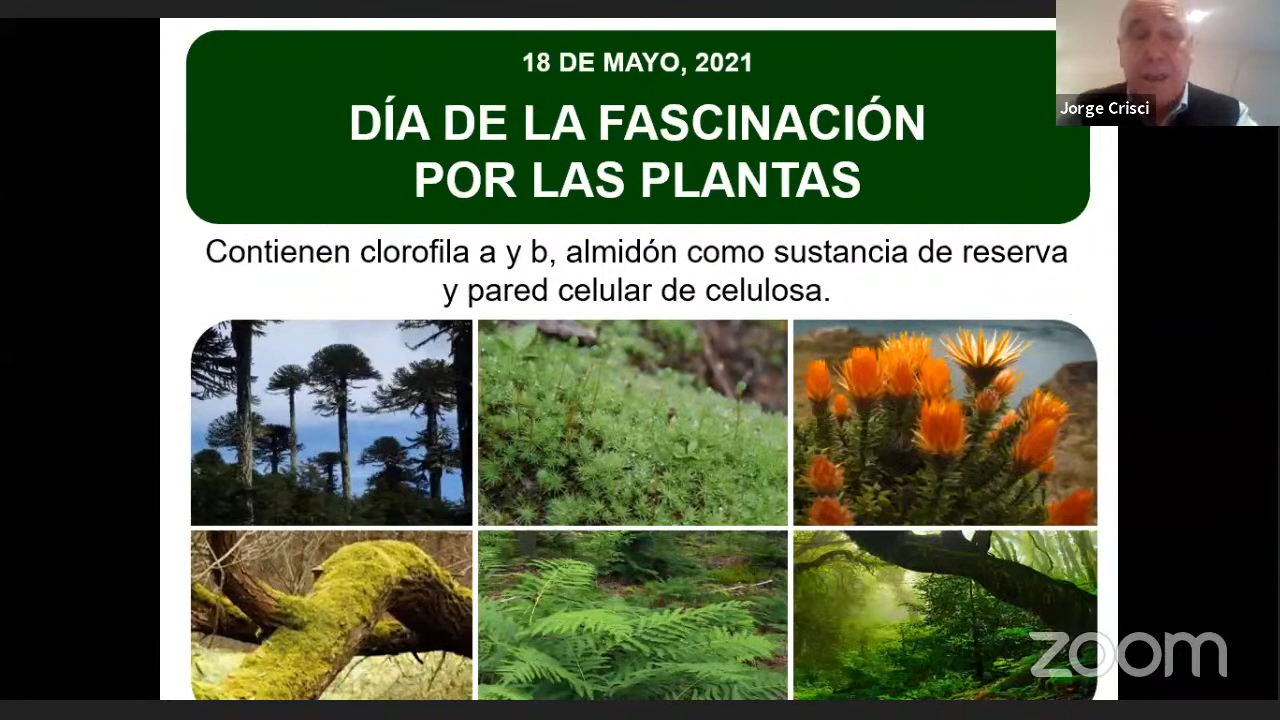 18 DE MAYO, 2021
DÍA DE LA FASCINACIÓN
POR LAS PLANTAS
Jorge Crisci
Contienen clorofila a y b, almidón como sustancia de reserva
y pared celular de celulosa.
zoom